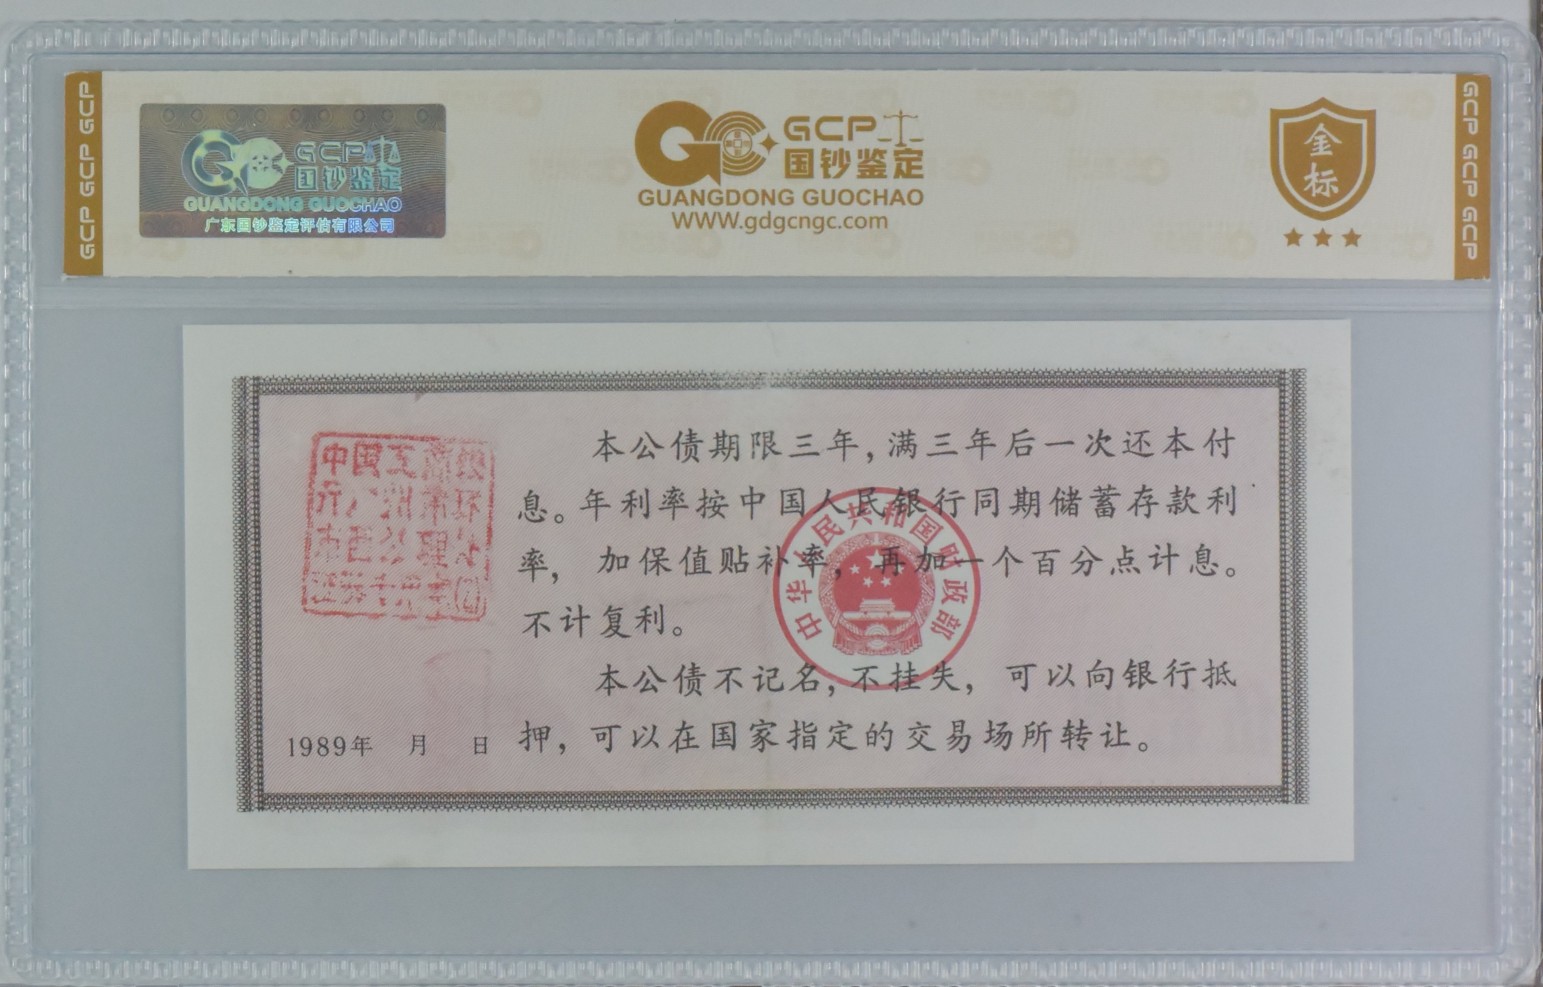 GCP GCP GCP
GCP
国钞鉴定
GUANGDONG GUOCHAO
广东国钞鉴定评估有限公司
GCP
国钞鉴定
GUANGDONG GUOCHAO
WWW.gdgcngc.com
金
标
GCP GCP GCP
中国工商银
本公债期限三年,满三年后一次还本付
息。年利率按中国人民银行同期储蓄存款利
率, 加保值贴补率, 再加一个百分点计息。
不计复利。
本公债不记名,不挂失, 可以向银行抵
押, 可以在国家指定的交易场所转让。
中华人民共和国财政部
1989年 月 日